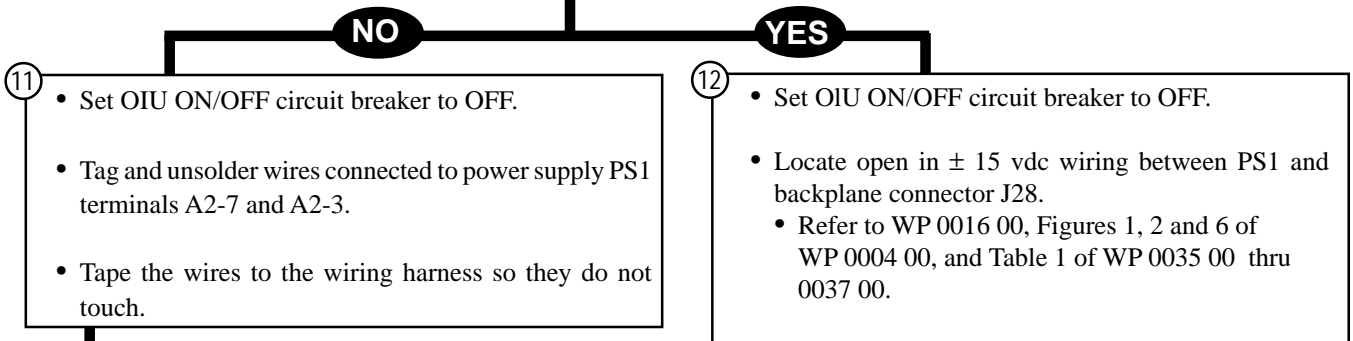 NO
YES
11
• Set OIU ON/OFF circuit breaker to OFF.
• Tag and unsolder wires connected to power supply PS1
terminals A2-7 and A2-3.
• Tape the wires to the wiring harness so they do not
touch.
12
• Set OlU ON/OFF circuit breaker to OFF.
• Locate open in ± 15 vdc wiring between PS1 and
backplane connector J28.
• Refer to WP 0016 00, Figures 1, 2 and 6 of
WP 0004 00, and Table 1 of WP 0035 00 thru
0037 00.